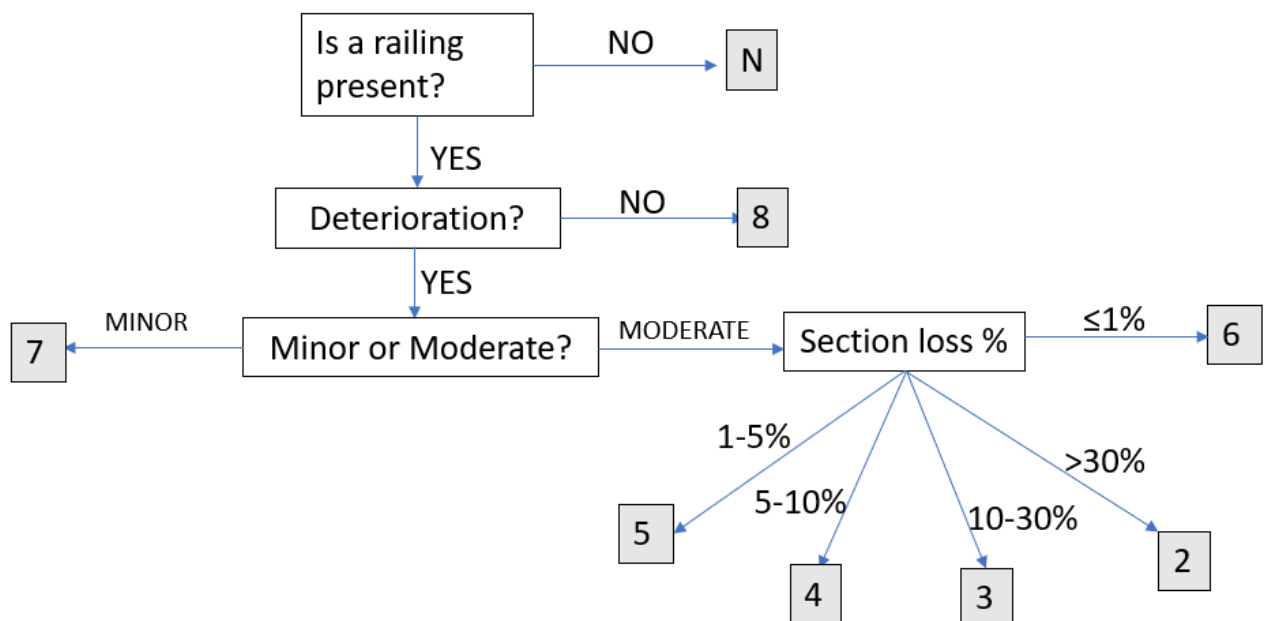 Is a railing
present?
NO
N
YES
Deterioration?
NO
8
YES
7
MINOR
Minor or Moderate?
MODERATE
Section loss %
≤1%
6
1-5%
5-10%
10-30%
>30%
5
4
3
2